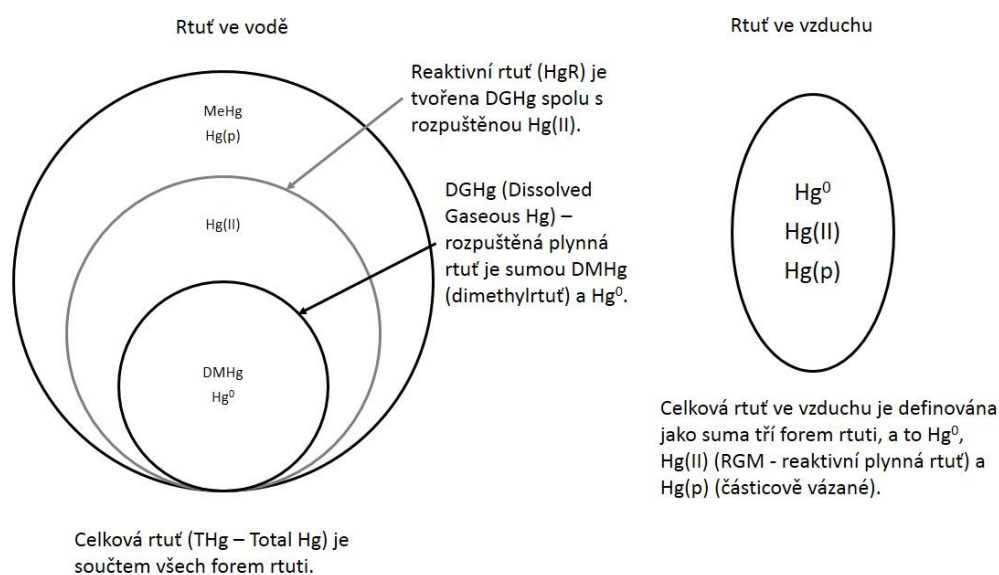 Rtuť ve vodě
Reaktivní rtuť (HgR) je
tvořena DGHg spolu s
rozpuštěnou Hg(II).
MeHg
Hg(p)
DGHg (Dissolved
Gaseous Hg) –
rozpuštěná plynná
rtuť je sumou DMHg
(dimethylrtuť) a Hg⁰.
Hg(II)
DMHg
Hg⁰
Celková rtuť (THg – Total Hg) je
součtem všech forem rtuti.
Rtuť ve vzduchu
Hg⁰
Hg(II)
Hg(p)
Celková rtuť ve vzduchu je definována
jako suma tří forem rtuti, a to Hg⁰,
Hg(II) (RGM - reaktivní plynná rtuť) a
Hg(p) (částicově vázané).